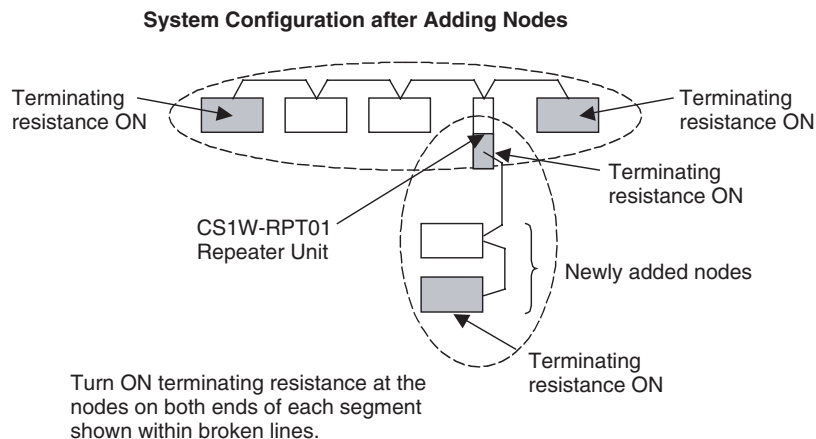 System Configuration after Adding Nodes
Terminating
resistance ON
Terminating
resistance ON
Terminating
resistance ON
CS1W-RPT01
Repeater Unit
Newly added nodes
Terminating
resistance ON
Turn ON terminating resistance at the
nodes on both ends of each segment
shown within broken lines.